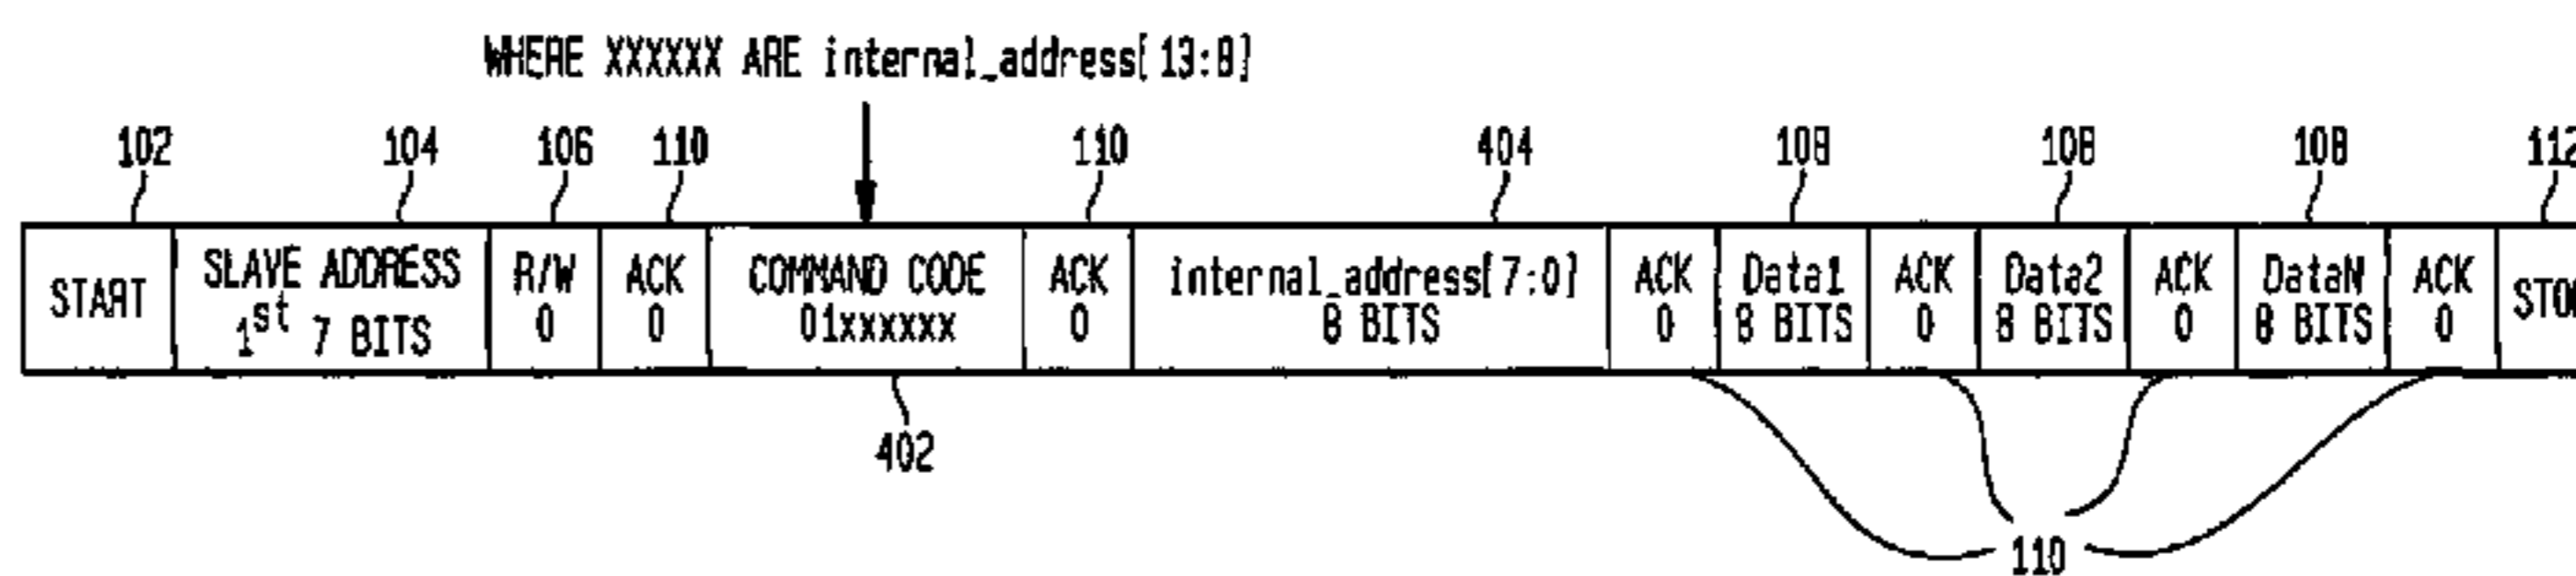 WHERE XXXXXX ARE internal_address[13:8]
102 104 106 110 110 404 108 108 108 112
START
SLAVE ADDRESS
1st 7 BITS
R/W
0
ACK
0
COMMAND CODE
01xxxxxx
ACK
0
internal_address[7:0]
8 BITS
ACK
0
Data1
8 BITS
ACK
0
Data2
8 BITS
ACK
0
DataN
8 BITS
ACK
0
402
110